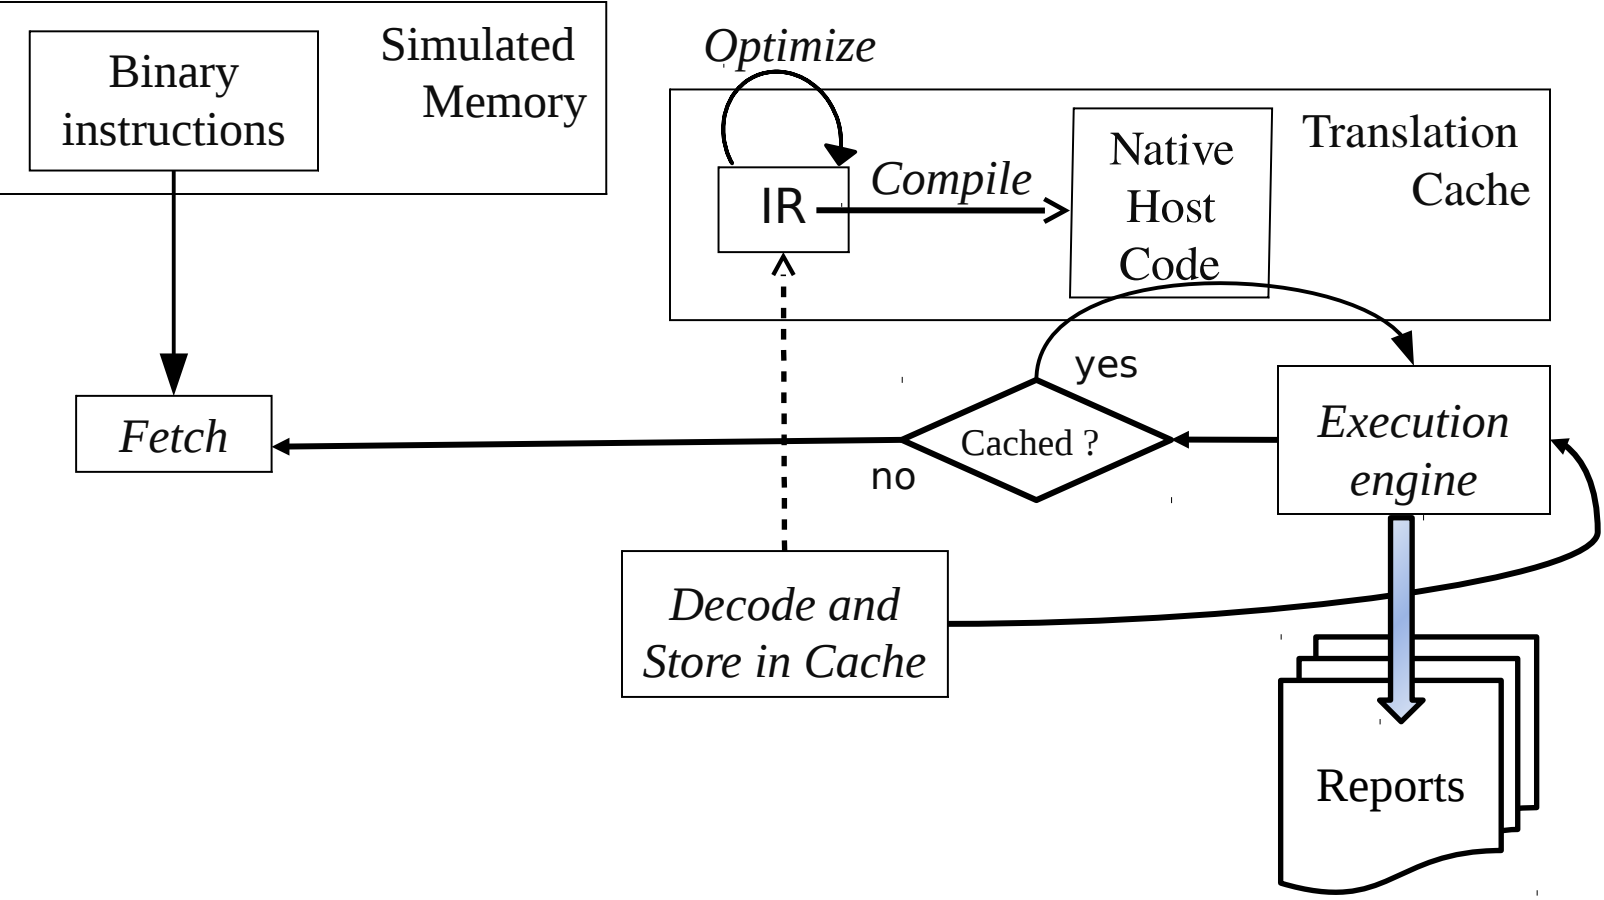 Binary
instructions
Simulated
Memory
Optimize
IR
Compile
Native
Host
Code
Translation
Cache
Fetch
no
Cached ?
yes
Execution
engine
Decode and
Store in Cache
Reports